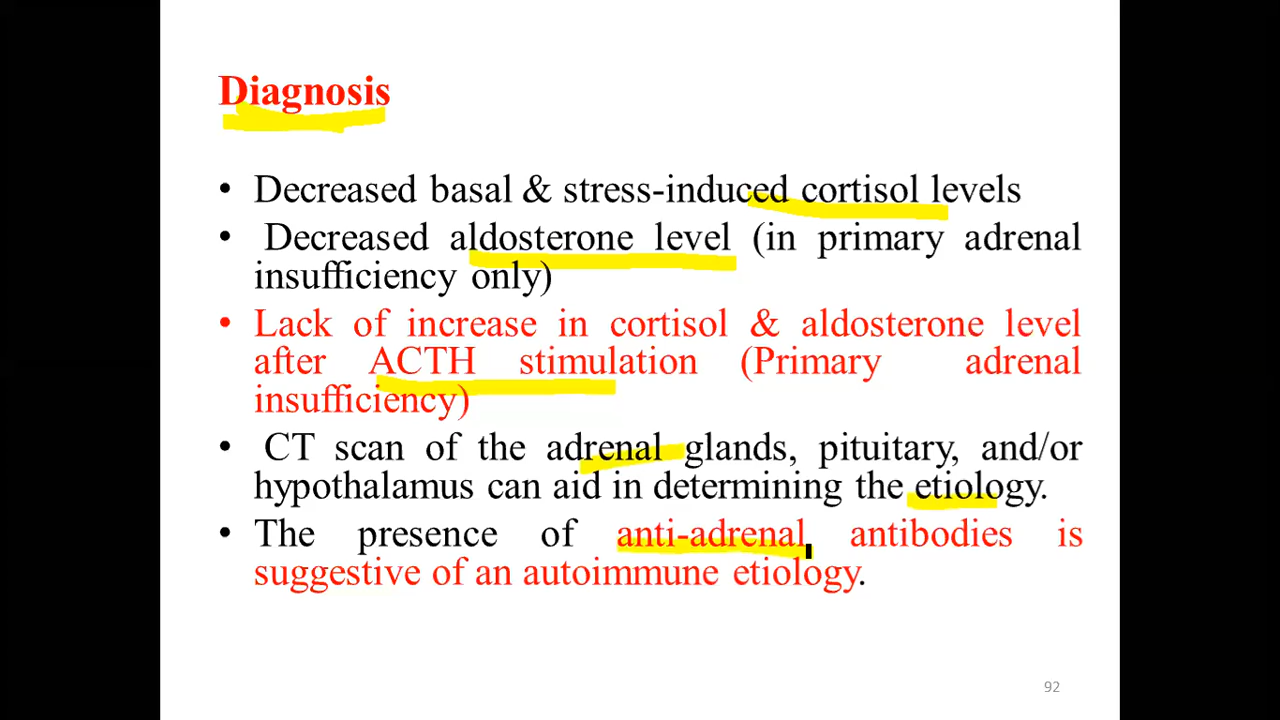 Diagnosis
• Decreased basal & stress-induced cortisol levels
• Decreased aldosterone level (in primary adrenal
insufficiency only)
• Lack of increase in cortisol & aldosterone level
after ACTH stimulation (Primary adrenal
insufficiency)
• CT scan of the adrenal glands, pituitary, and/or
hypothalamus can aid in determining the etiology.
• The presence of anti-adrenal antibodies is
suggestive of an autoimmune etiology.
92